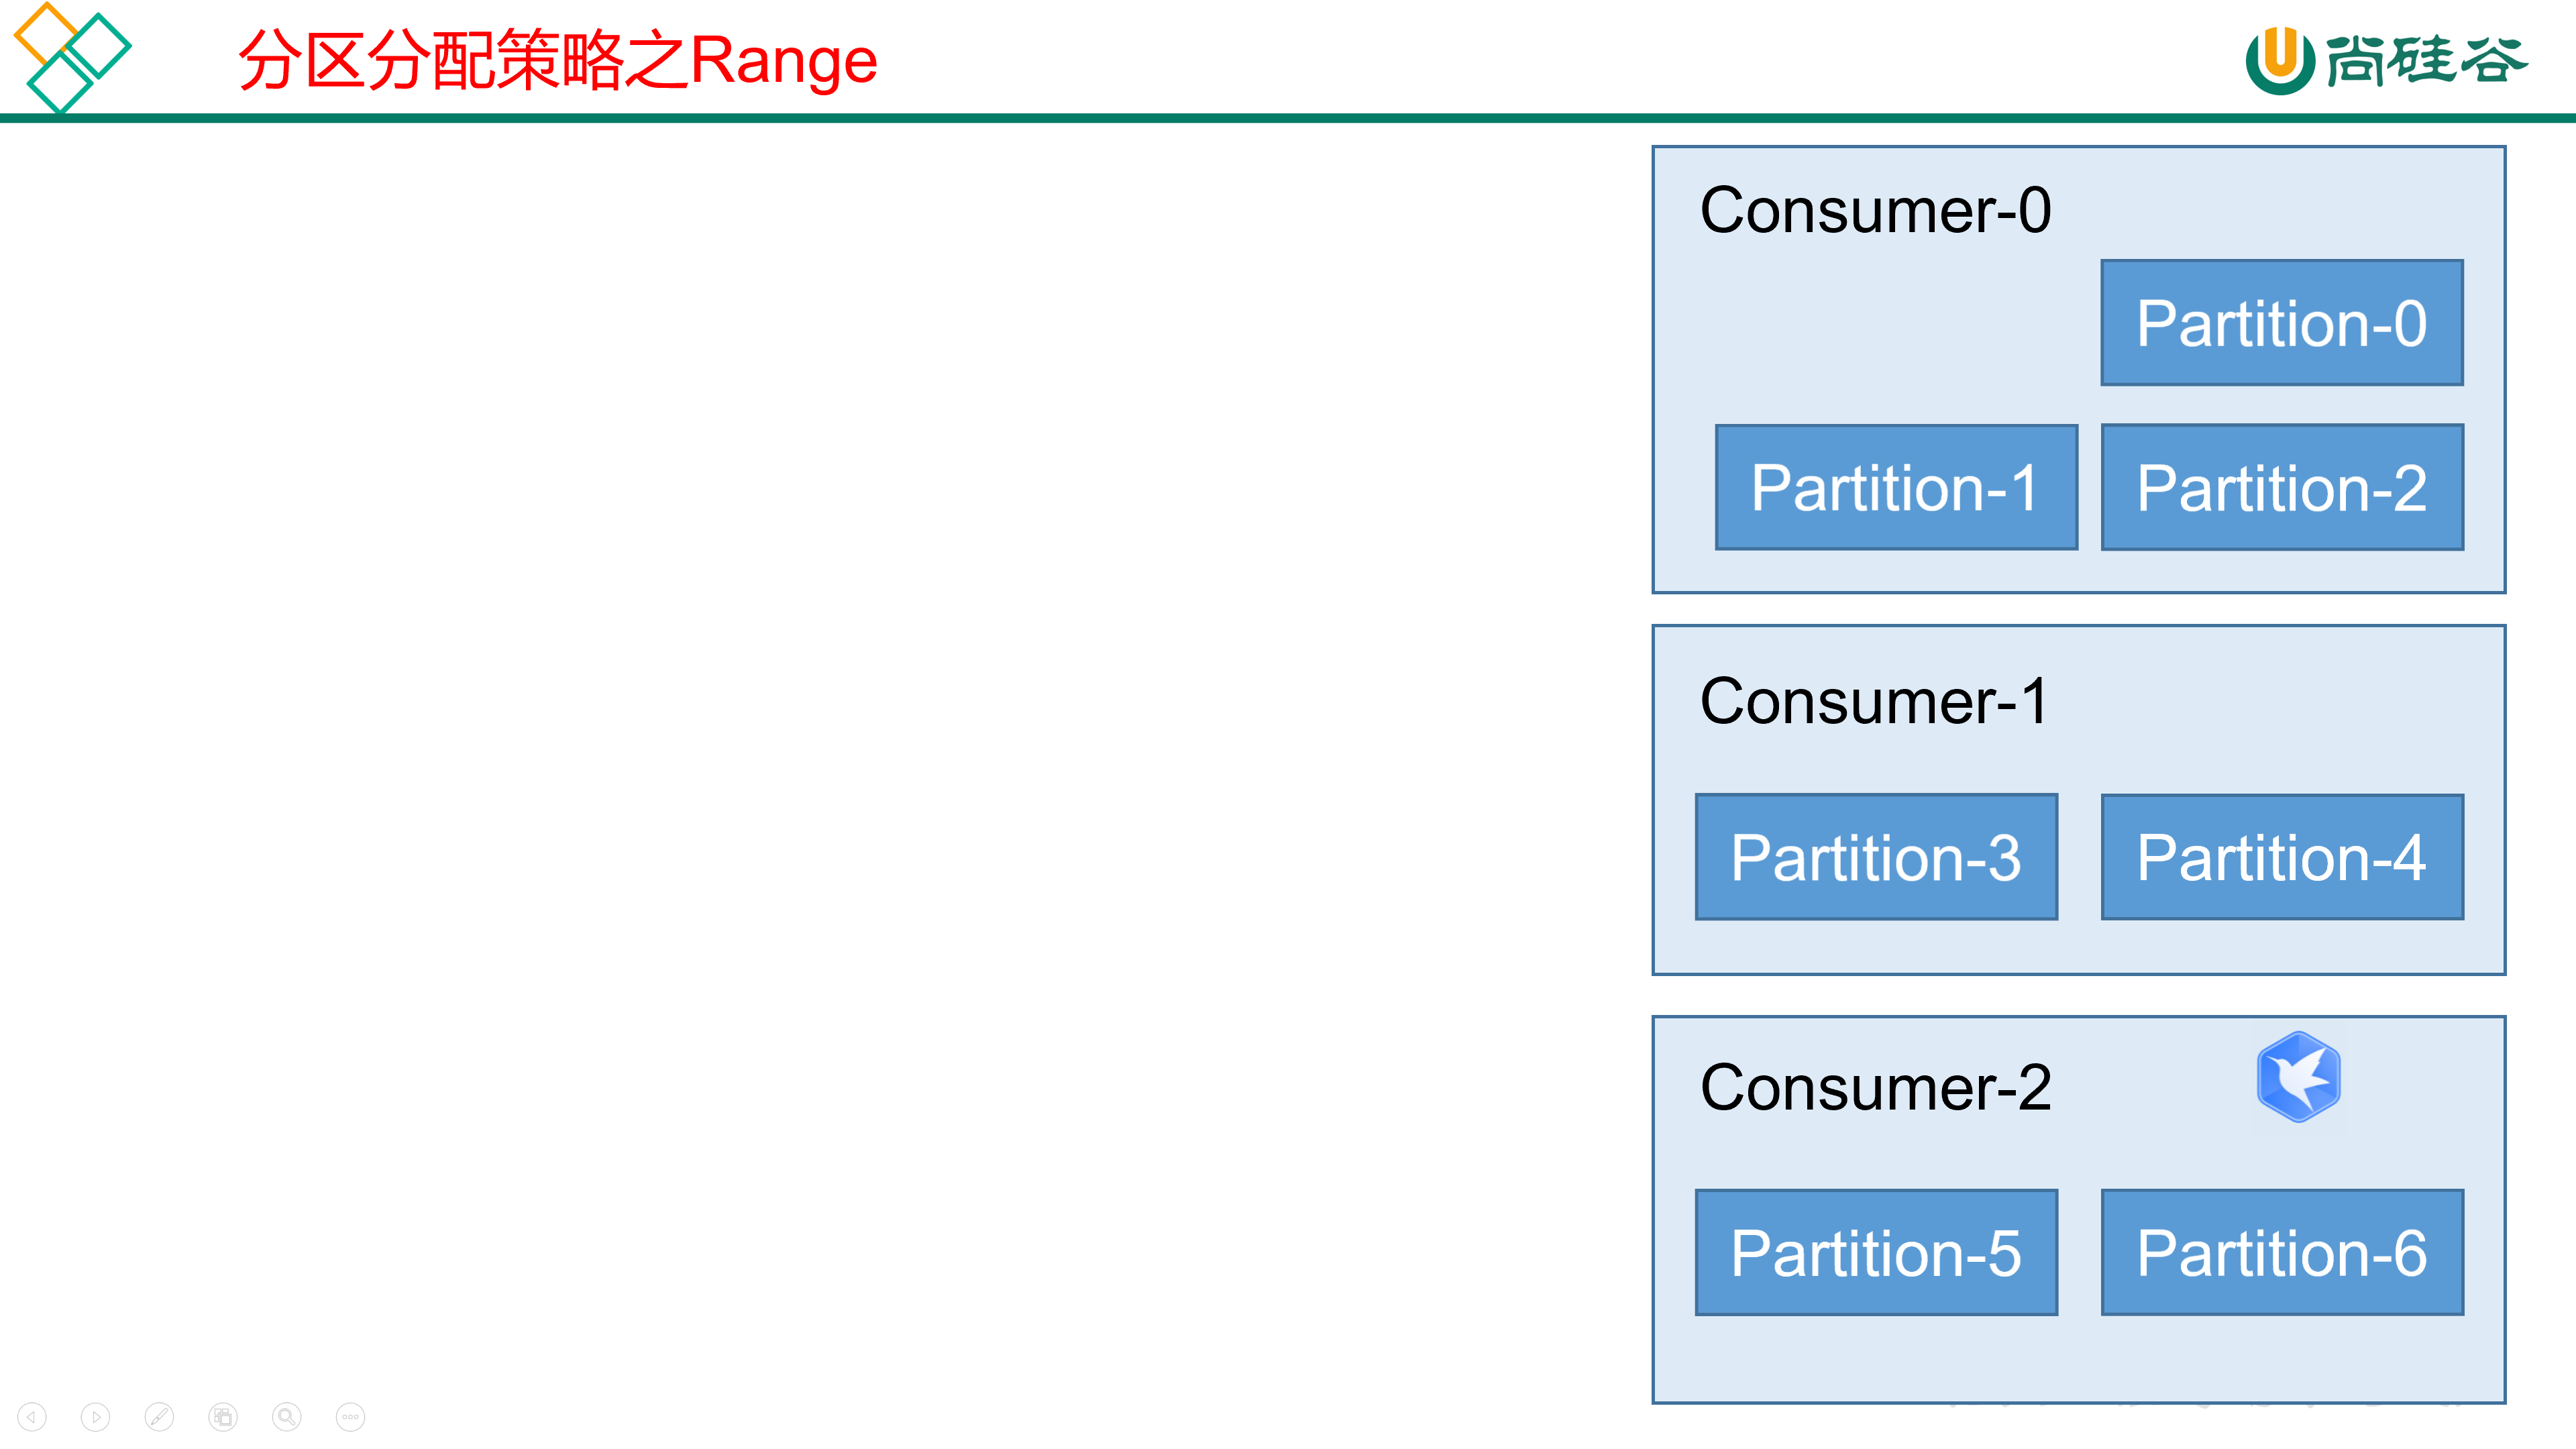 分区分配策略之Range
尚硅谷
Consumer-0
Partition-0
Partition-1
Partition-2
Consumer-1
Partition-3
Partition-4
Consumer-2
Partition-5
Partition-6